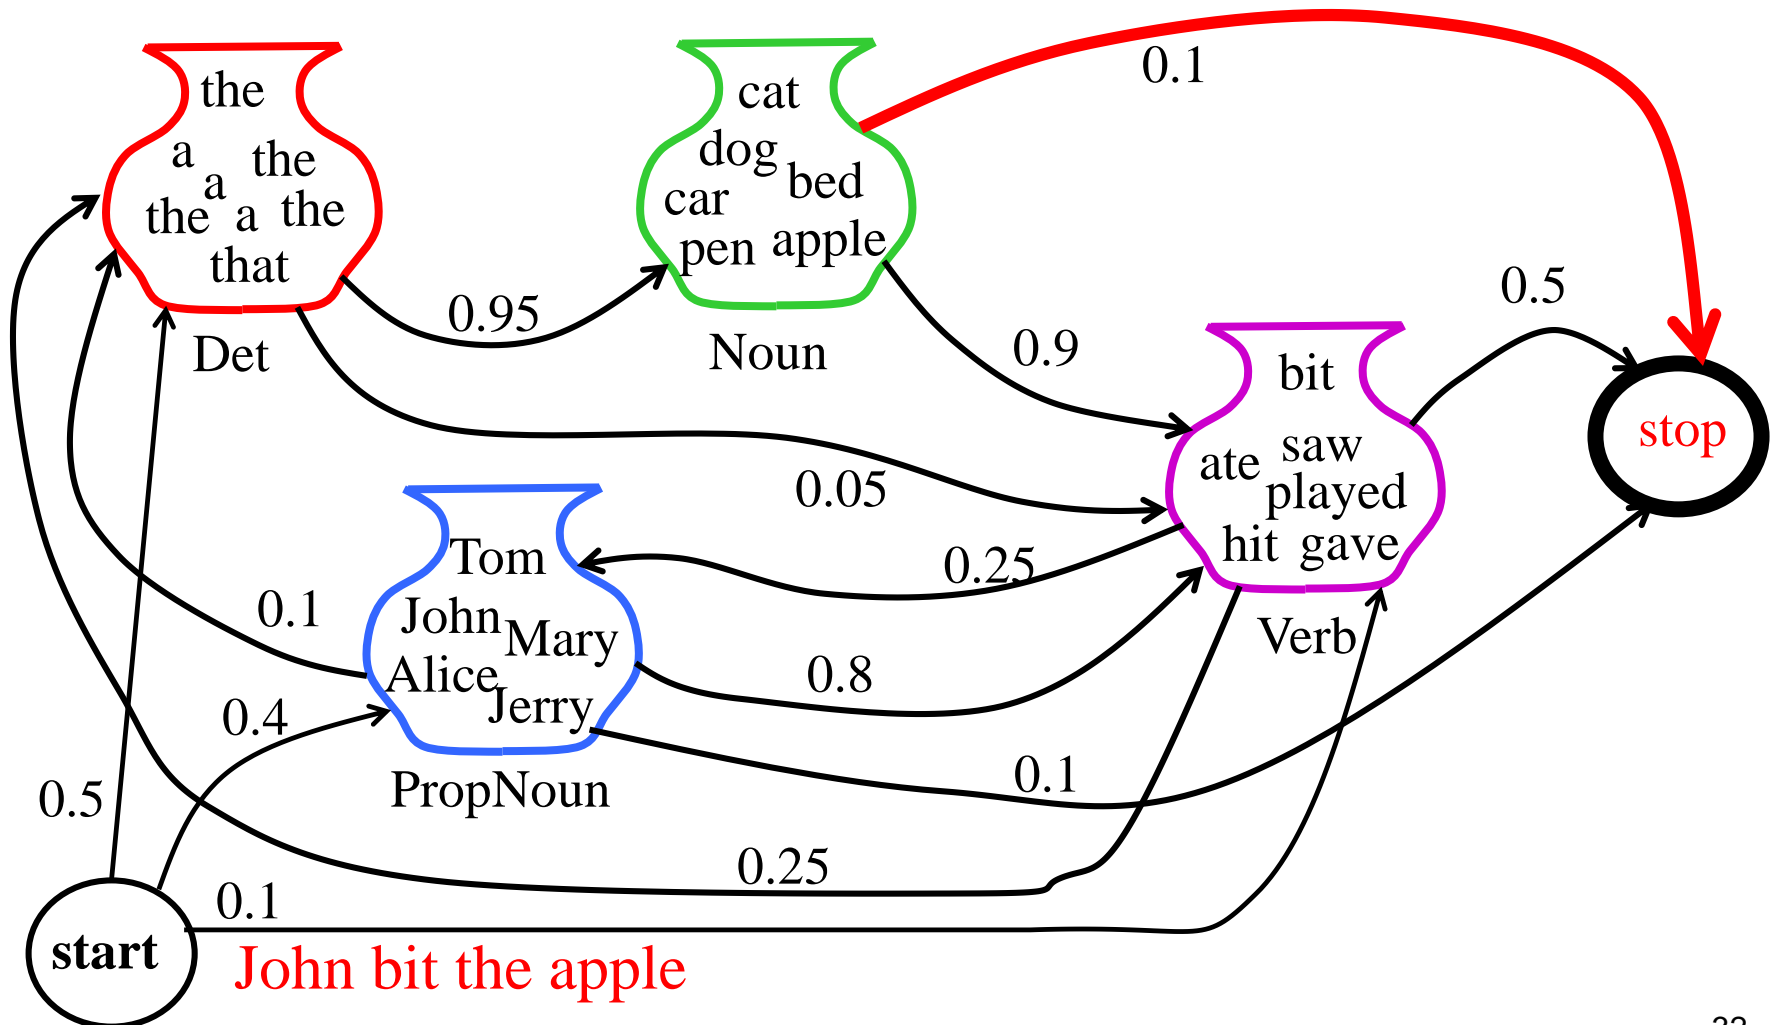 the
a the
a
the a the
that
Det
0.95
cat
dog
bed
car
apple
pen
Noun
0.1
0.9
0.5
bit
saw
ate
played
hit gave
Verb
stop
0.05
0.25
Tom
John
Mary
Alice
Jerry
PropNoun
0.1
0.4
0.8
0.5
0.1
0.25
0.1
start
John bit the apple